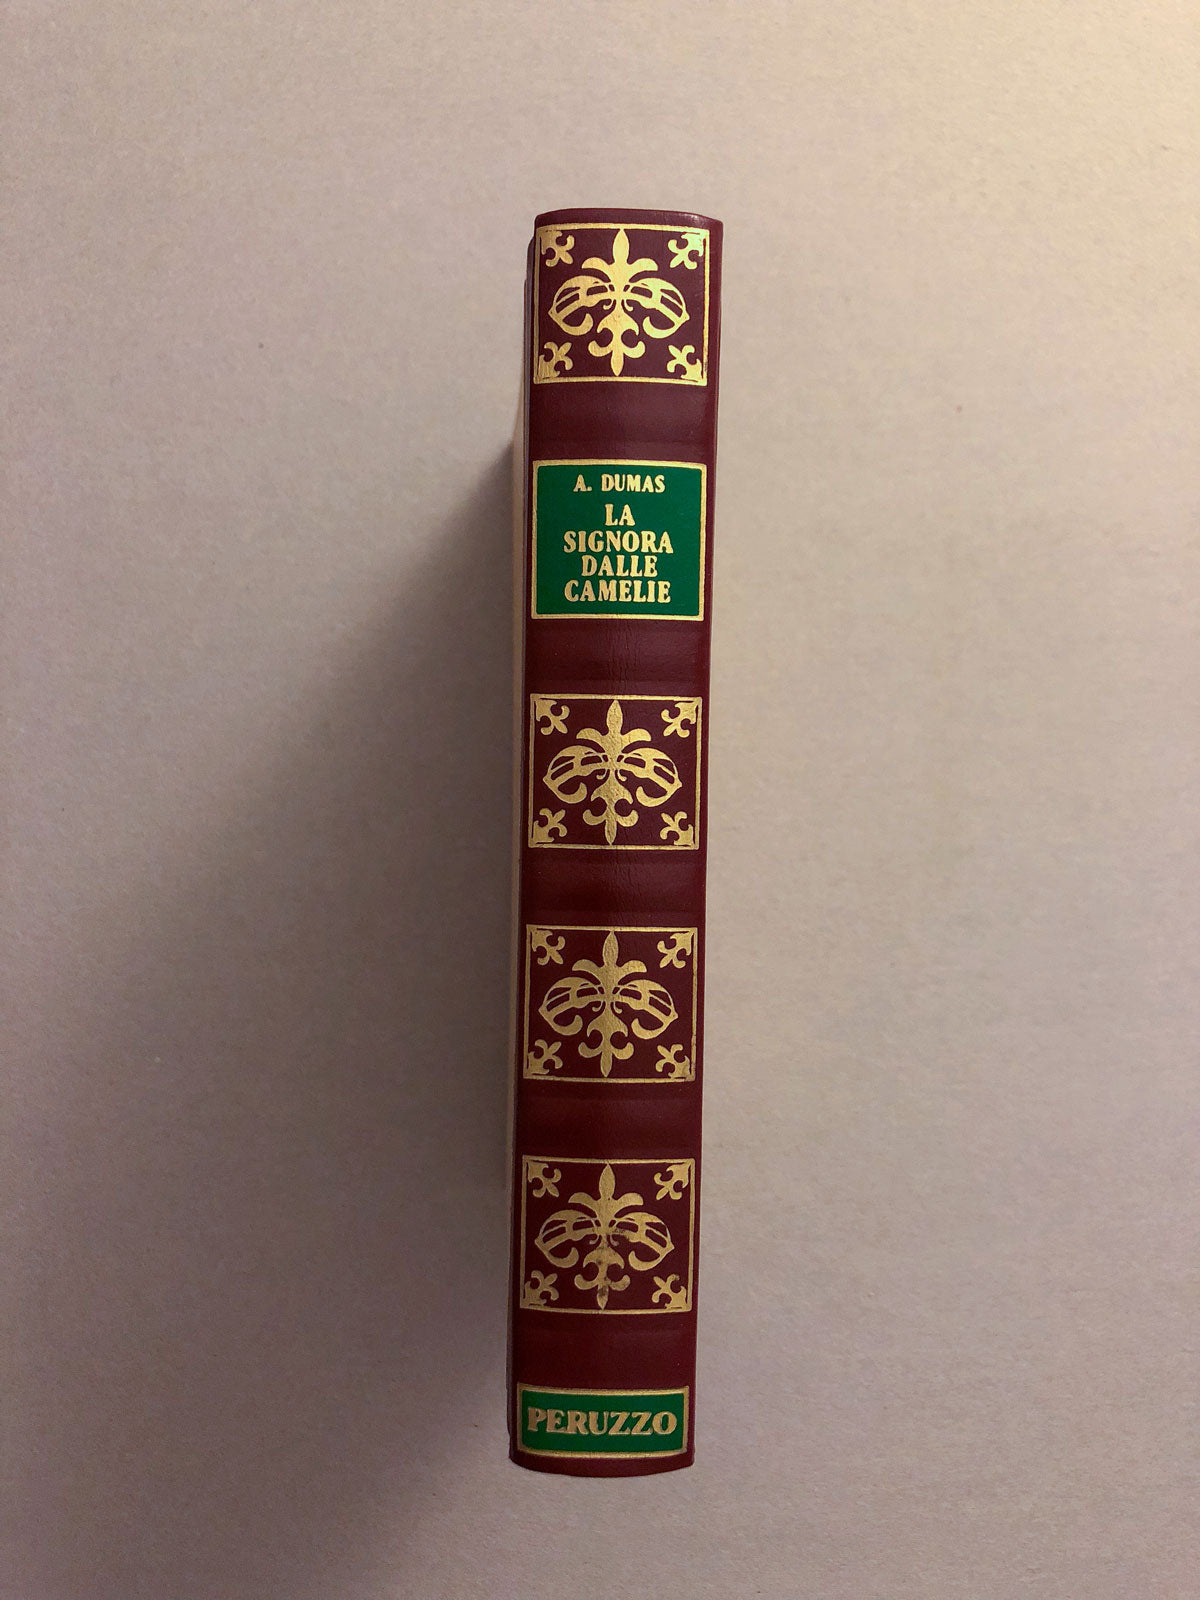 A. DUMAS
LA
SIGNORA
DALLE
CAMELIE
PERUZZO